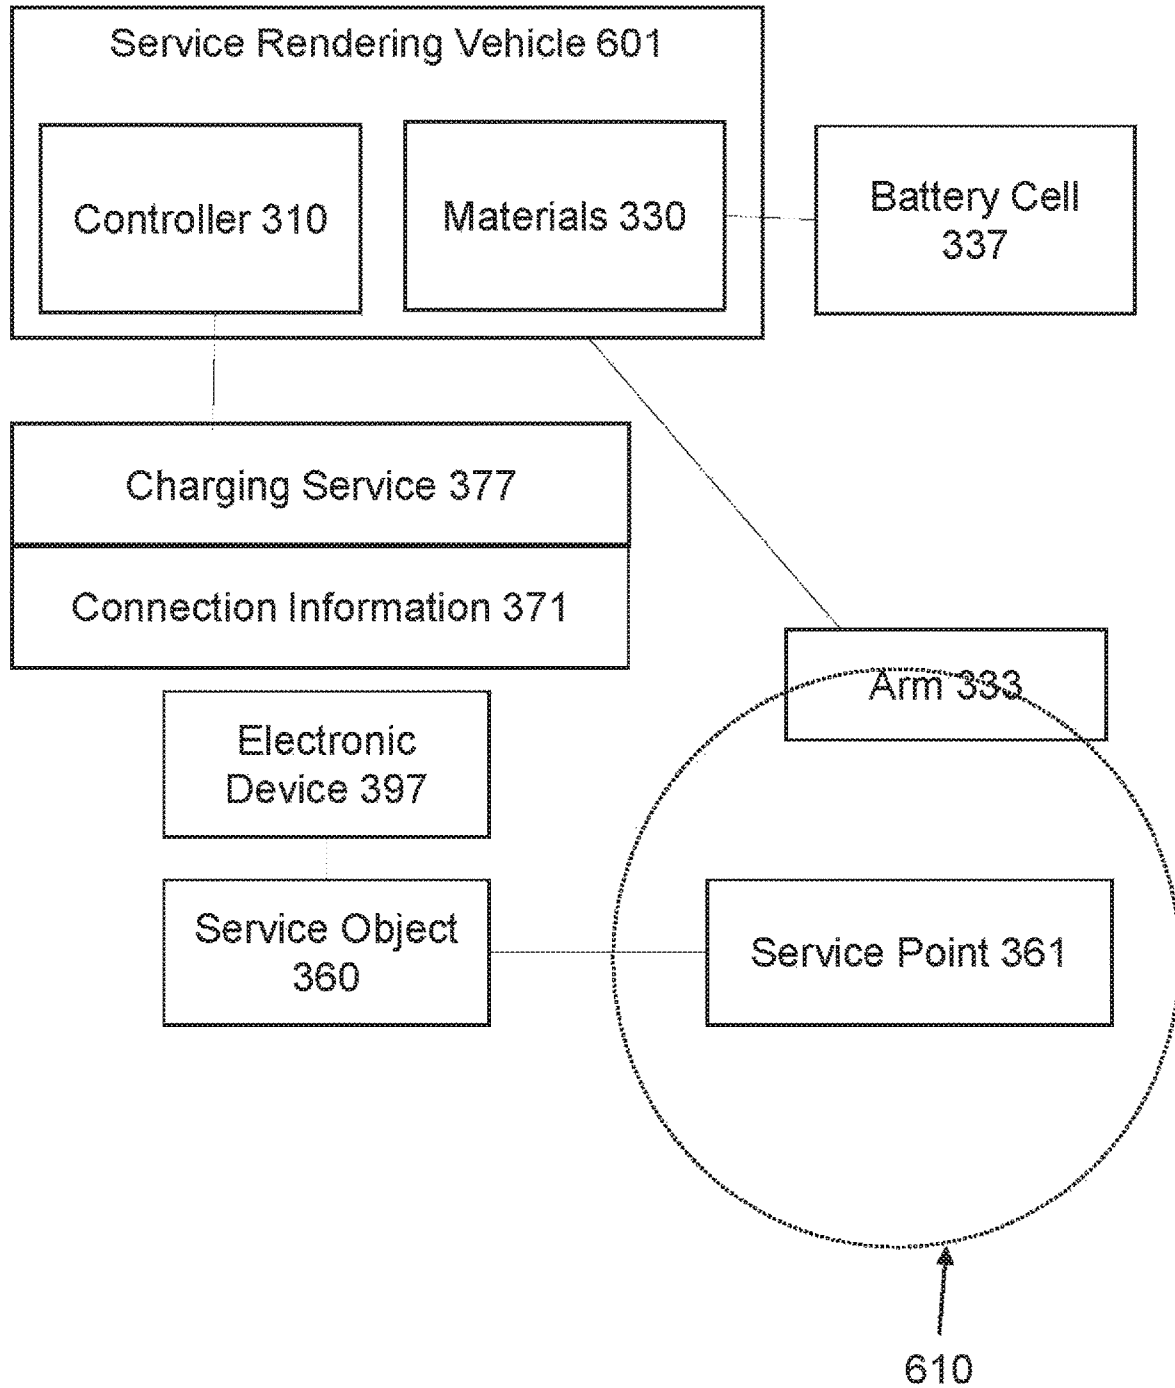 Service Rendering Vehicle 601
Controller 310
Materials 330
Battery Cell
337
Charging Service 377
Connection Information 371
Arm 333
Electronic
Device 397
Service Object
360
Service Point 361
610